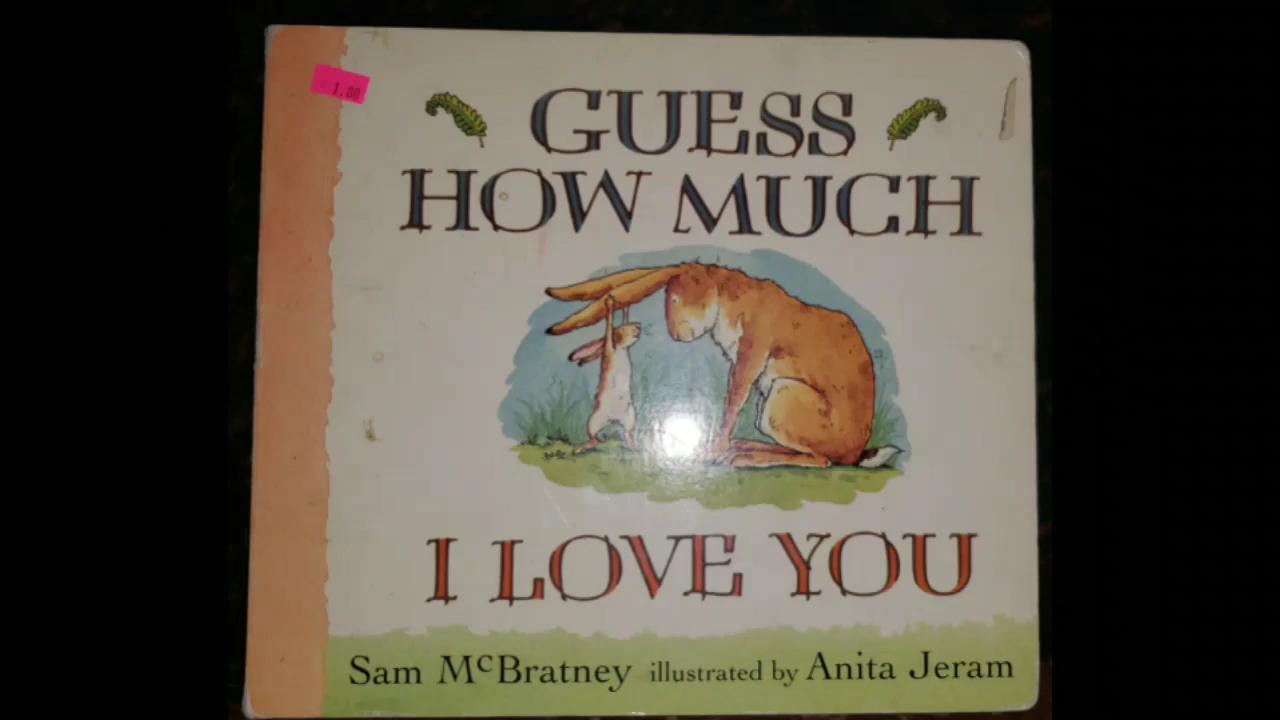 1.00
GUESS
HOW MUCH
I LOVE YOU
Sam McBratney illustrated by Anita Jeram